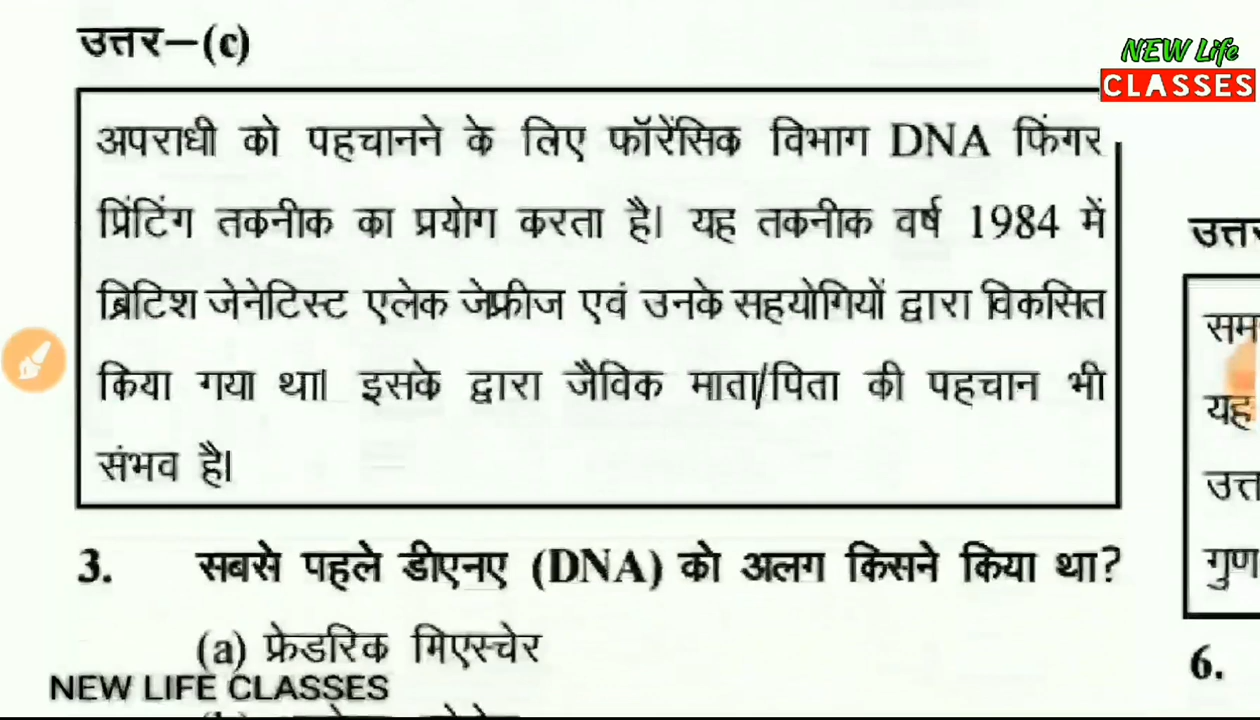 उत्तर–(c)
NEW Life
CLASSES
अपराधी को पहचानने के लिए फॉरेंसिक विभाग DNA फिंगर
प्रिंटिंग तकनीक का प्रयोग करता है। यह तकनीक वर्ष 1984 में
ब्रिटिश जेनेटिस्ट एलेक जेफ्रीज एवं उनके सहयोगियों द्वारा विकसित
किया गया था। इसके द्वारा जैविक माता/पिता की पहचान भी
संभव है।
3. सबसे पहले डीएनए (DNA) को अलग किसने किया था?
(a) फ्रेडरिक मिएस्चेर
NEW LIFE CLASSES
सम
यह
गुण
6.